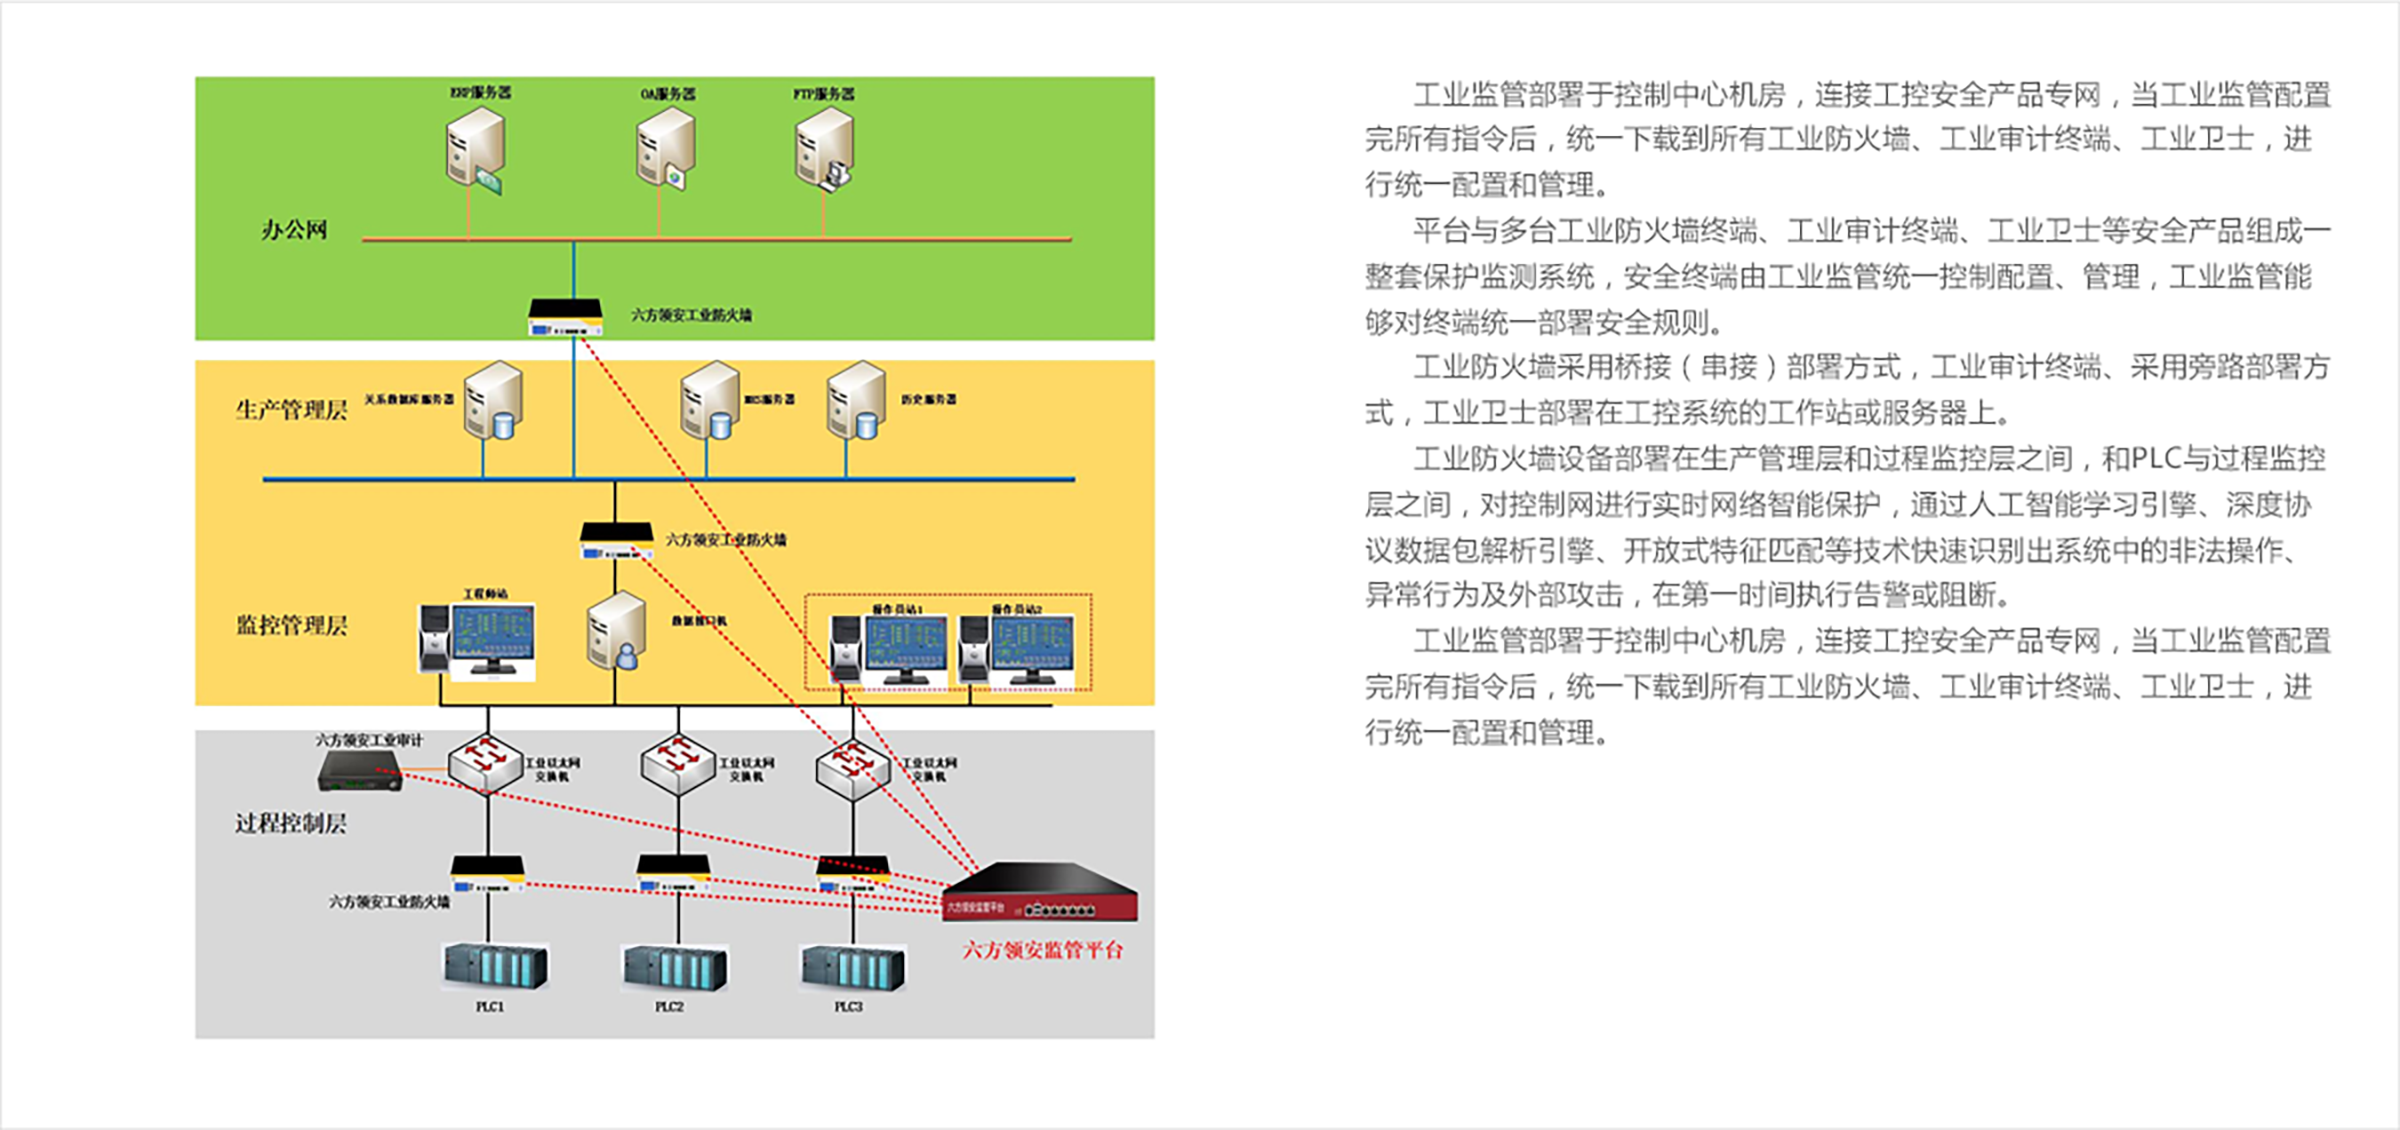 ERP服务器
OA服务器
FTP服务器
办公网
六方领安工业防火墙
生产管理层
关系数据库服务器
MES服务器
历史服务器
六方领安工业防火墙
监控管理层
工程师站
数据接口机
操作员站1
操作员站2
六方领安工业审计
工业以太网
交换机
工业以太网
交换机
工业以太网
交换机
过程控制层
六方领安工业防火墙
六方领安监管平台
六方领安监管平台
PLC1
PLC2
PLC3
工业监管部署于控制中心机房，连接工控安全产品专网，当工业监管配置
完所有指令后，统一下载到所有工业防火墙、工业审计终端、工业卫士，进
行统一配置和管理。
平台与多台工业防火墙终端、工业审计终端、工业卫士等安全产品组成一
整套保护监测系统，安全终端由工业监管统一控制配置、管理，工业监管能
够对终端统一部署安全规则。
工业防火墙采用桥接（串接）部署方式，工业审计终端、采用旁路部署方
式，工业卫士部署在工控系统的工作站或服务器上。
工业防火墙设备部署在生产管理层和过程监控层之间，和PLC与过程监控
层之间，对控制网进行实时网络智能保护，通过人工智能学习引擎、深度协
议数据包解析引擎、开放式特征匹配等技术快速识别出系统中的非法操作、
异常行为及外部攻击，在第一时间执行告警或阻断。
工业监管部署于控制中心机房，连接工控安全产品专网，当工业监管配置
完所有指令后，统一下载到所有工业防火墙、工业审计终端、工业卫士，进
行统一配置和管理。